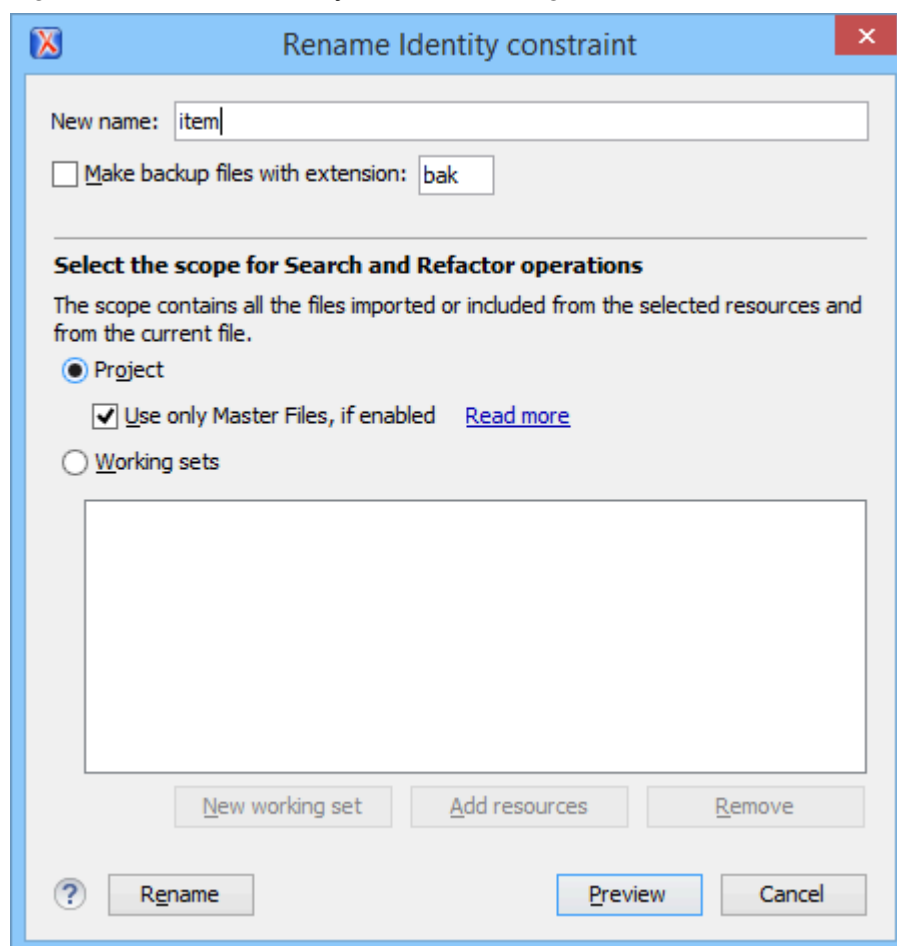 Rename Identity constraint
New name: item
Make backup files with extension: bak
Select the scope for Search and Refactor operations
The scope contains all the files imported or included from the selected resources and
from the current file.
Project
Use only Master Files, if enabled Read more
Working sets
New working set Add resources Remove
? Rename Preview Cancel